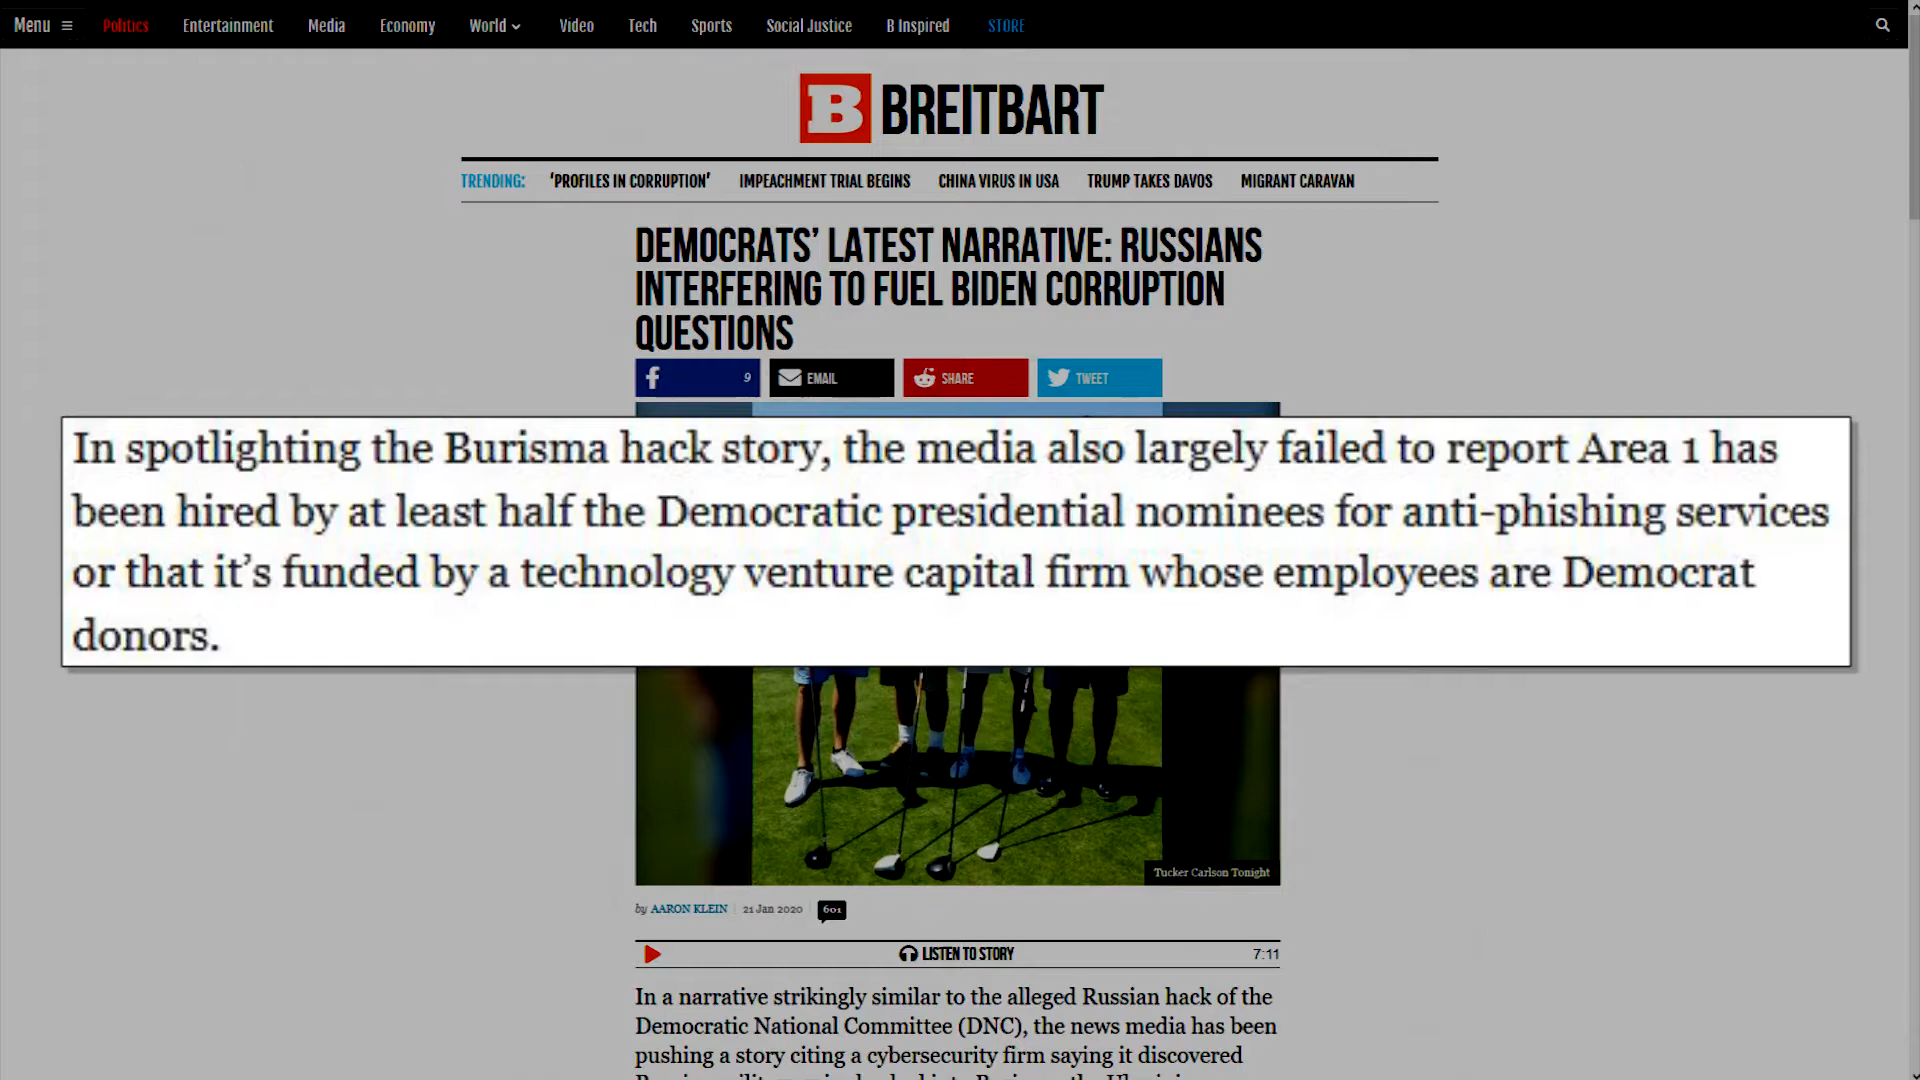 Menu Politics Entertainment Media Economy World Video Tech Sports Social Justice B Inspired STORE
B BREITBART
TRENDING: ‘PROFILES IN CORRUPTION’ IMPEACHMENT TRIAL BEGINS CHINA VIRUS IN USA TRUMP TAKES DAVOS MIGRANT CARAVAN
DEMOCRATS’ LATEST NARRATIVE: RUSSIANS
INTERFERING TO FUEL BIDEN CORRUPTION
QUESTIONS
9 EMAIL SHARE TWEET
In spotlighting the Burisma hack story, the media also largely failed to report Area 1 has
been hired by at least half the Democratic presidential nominees for anti-phishing services
or that it’s funded by a technology venture capital firm whose employees are Democrat
donors.
Tucker Carlson Tonight
by AARON KLEIN 21 Jan 2020 601
LISTEN TO STORY 7:11
In a narrative strikingly similar to the alleged Russian hack of the
Democratic National Committee (DNC), the news media has been
pushing a story citing a cybersecurity firm saying it discovered